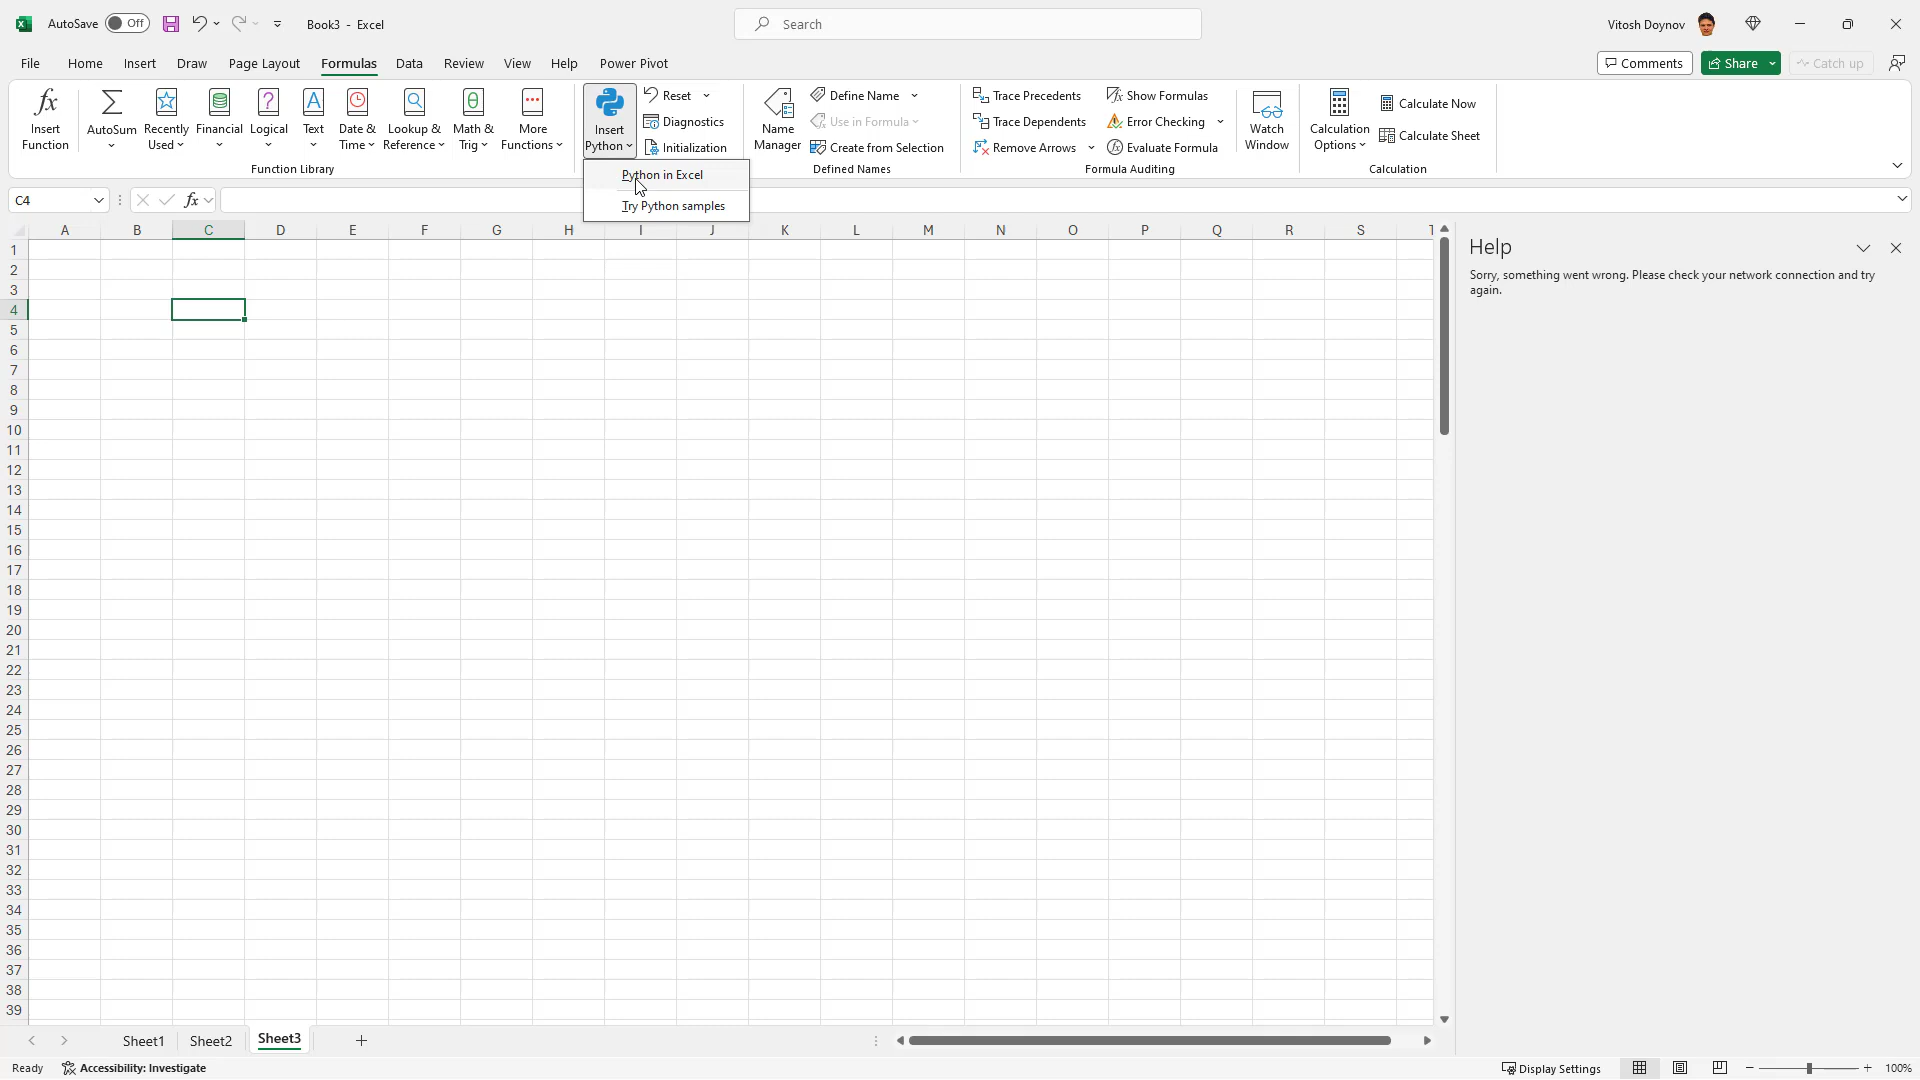 AutoSave Off Book3 - Excel Search Vitosh Doynov
File Home Insert Draw Page Layout Formulas Data Review View Help Power Pivot Comments Share Catch up
fx Insert Function
AutoSum
Recently Used
Financial
Logical
Text
Date & Time
Lookup & Reference
Math & Trig
More Functions
Function Library
Insert Python
Reset
Diagnostics
Initialization
Python in Excel
Try Python samples
Name Manager
Define Name
Use in Formula
Create from Selection
Defined Names
Trace Precedents
Trace Dependents
Remove Arrows
Show Formulas
Error Checking
Evaluate Formula
Formula Auditing
Watch Window
Calculation Options
Calculate Now
Calculate Sheet
Calculation
C4 fx
A B C D E F G H I J K L M N O P Q R S T
1
2
3
4
5
6
7
8
9
10
11
12
13
14
15
16
17
18
19
20
21
22
23
24
25
26
27
28
29
30
31
32
33
34
35
36
37
38
39
Help
Sorry, something went wrong. Please check your network connection and try
again.
Sheet1 Sheet2 Sheet3
Ready Accessibility: Investigate Display Settings 100%